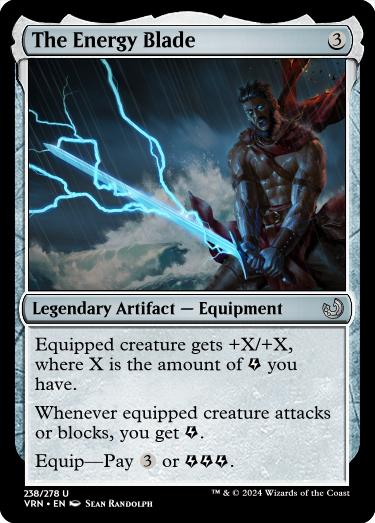 The Energy Blade 3
Legendary Artifact — Equipment
Equipped creature gets +X/+X,
where X is the amount of you
have.
Whenever equipped creature attacks
or blocks, you get .
Equip—Pay 3 or .
238/278 U
VRN • EN SEAN RANDOLPH
™ & © 2024 Wizards of the Coast